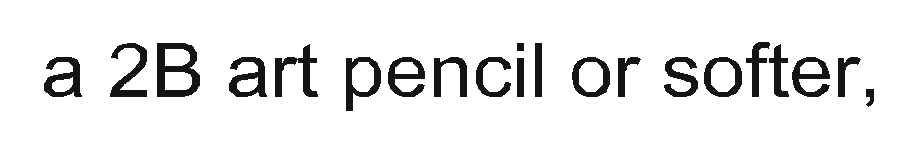 a 2B art pencil or softer,